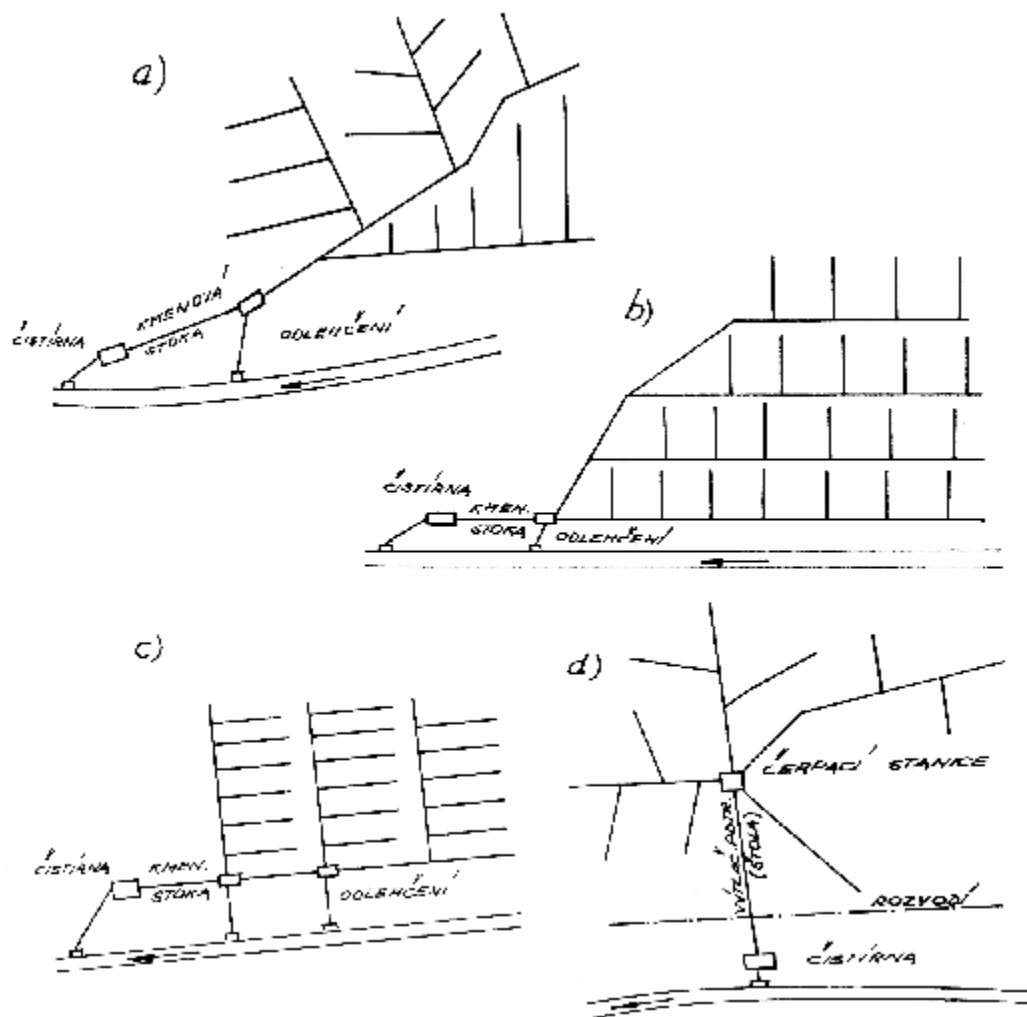 a)
KMENOVÁ
STOKA
ČISTÍRNA
ODLEHČENÍ
b)
ČISTÍRNA
KMEN.
STOKA
ODLEHČENÍ
c)
ČISTÍRNA
KMEN.
STOKA
ODLEHČENÍ
d)
ČERPACÍ STANICE
VÝTLAČ. POTR.
(STOKA)
ROZVODÍ
ČISTÍRNA